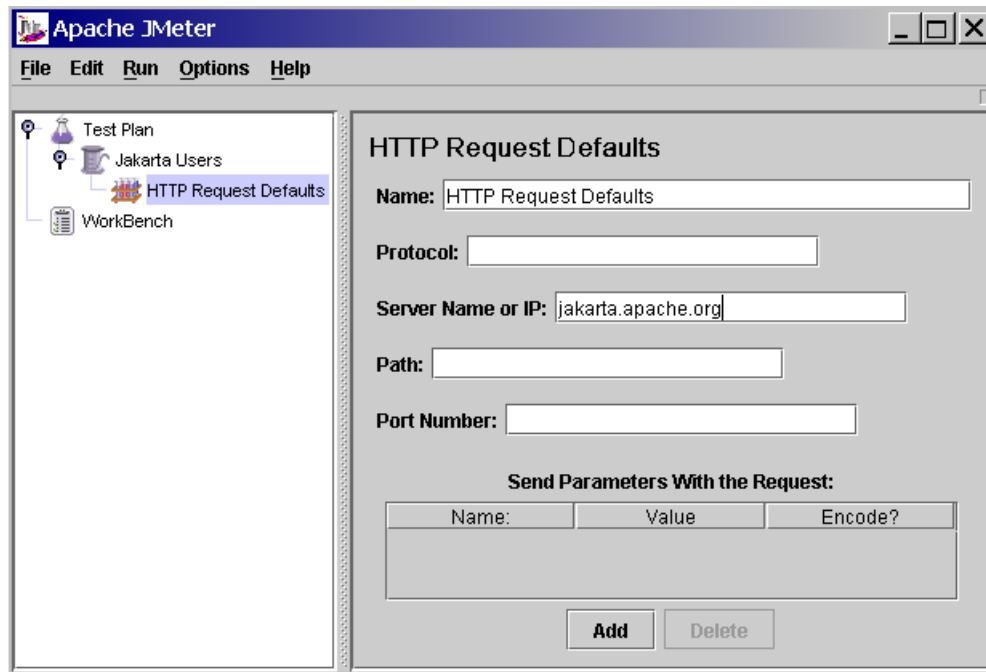 Apache JMeter
File Edit Run Options Help
Test Plan
Jakarta Users
HTTP Request Defaults
WorkBench
HTTP Request Defaults
Name: HTTP Request Defaults
Protocol:
Server Name or IP: jakarta.apache.org
Path:
Port Number:
Send Parameters With the Request:
Name: Value Encode?
Add Delete